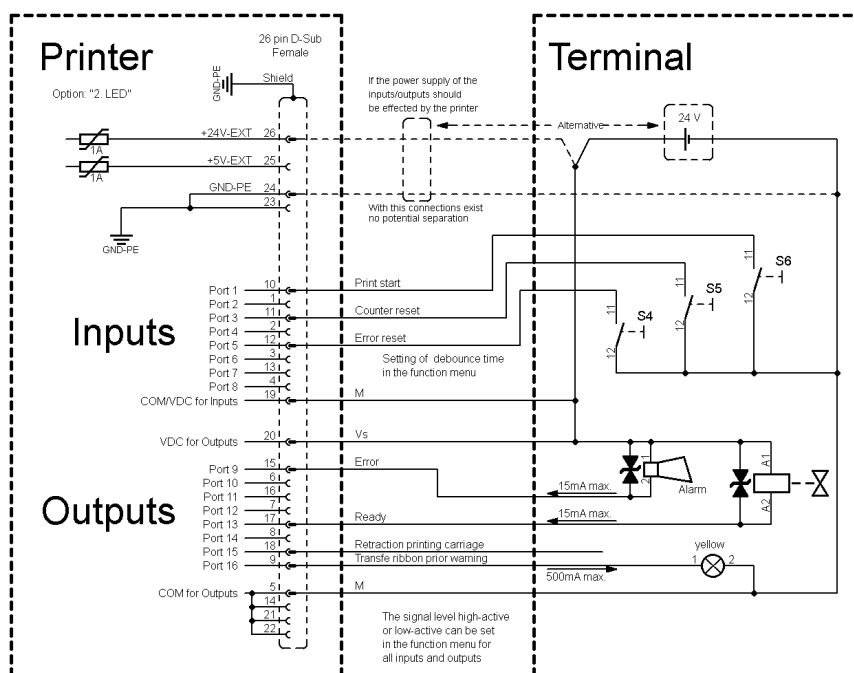 Printer
26 pin D-Sub
Female
Terminal
Option: "2. LED"
GND-PE
Shield
If the power supply of the
inputs/outputs should
be effected by the printer
Alternative
24 V
+24V-EXT 26
1A
+5V-EXT 25
1A
GND-PE 24
23
GND-PE
With this connections exist
no potential separation
Inputs
Port 1 10 Print start
Port 2 1
Port 3 11 Counter reset
Port 4 2
Port 5 12 Error reset
Port 6 3
Port 7 13
Port 8 4
COM/VDC for Inputs 19 M
Setting of debounce time
in the function menu
11
12
S4
11
12
S5
11
12
S6
VDC for Outputs 20 Vs
Outputs
Port 9 15 Error
Port 10 6
Port 11 16
Port 12 7
Port 13 17 Ready
Port 14 8
Port 15 18 Retraction printing carriage
Port 16 9 Transfe ribbon prior warning
COM for Outputs 5 M
14
21
22
15mA max.
15mA max.
500mA max.
1
2
Alarm
A1
A2
yellow
1 2
The signal level high-active
or low-active can be set
in the function menu for
all inputs and outputs